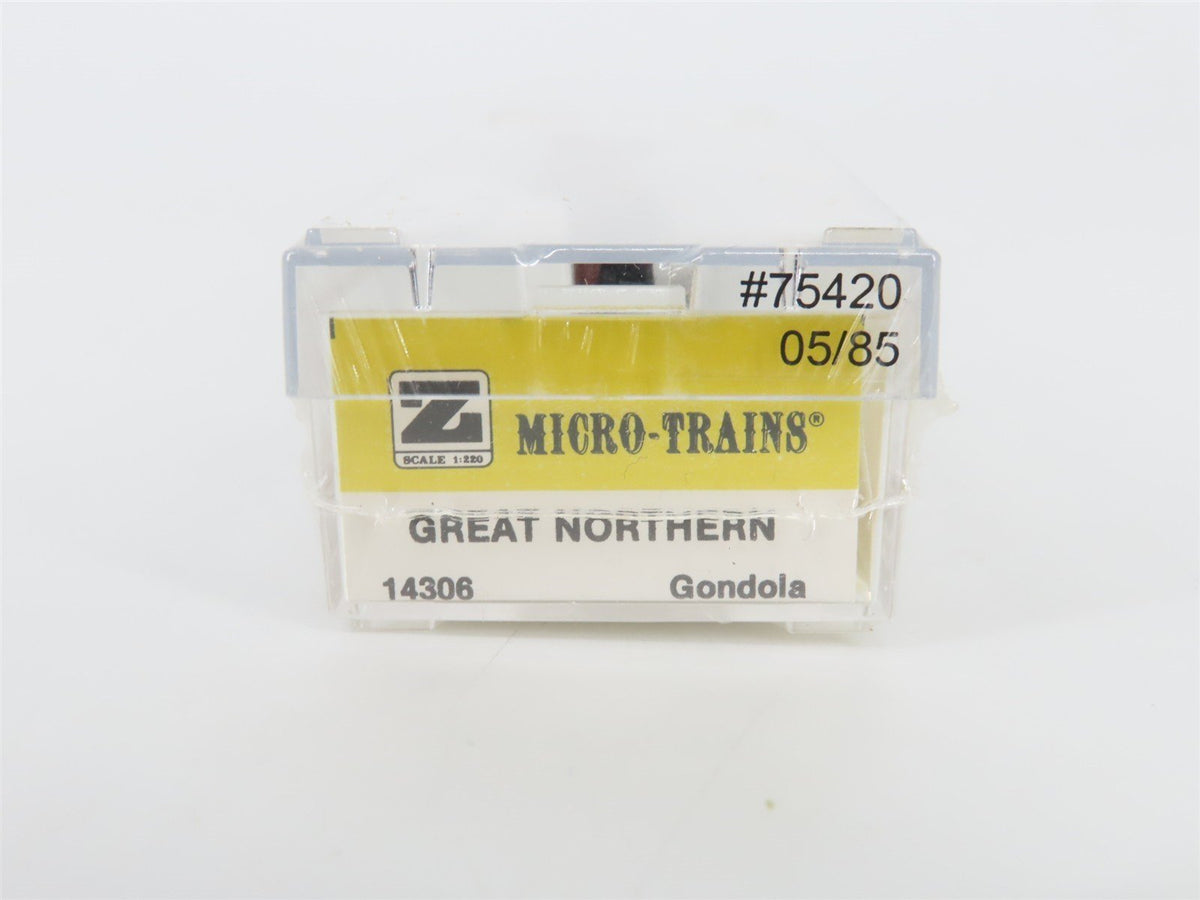 #75420
05/85
Z
SCALE 1:220
MICRO-TRAINS®
GREAT NORTHERN
14306 Gondola